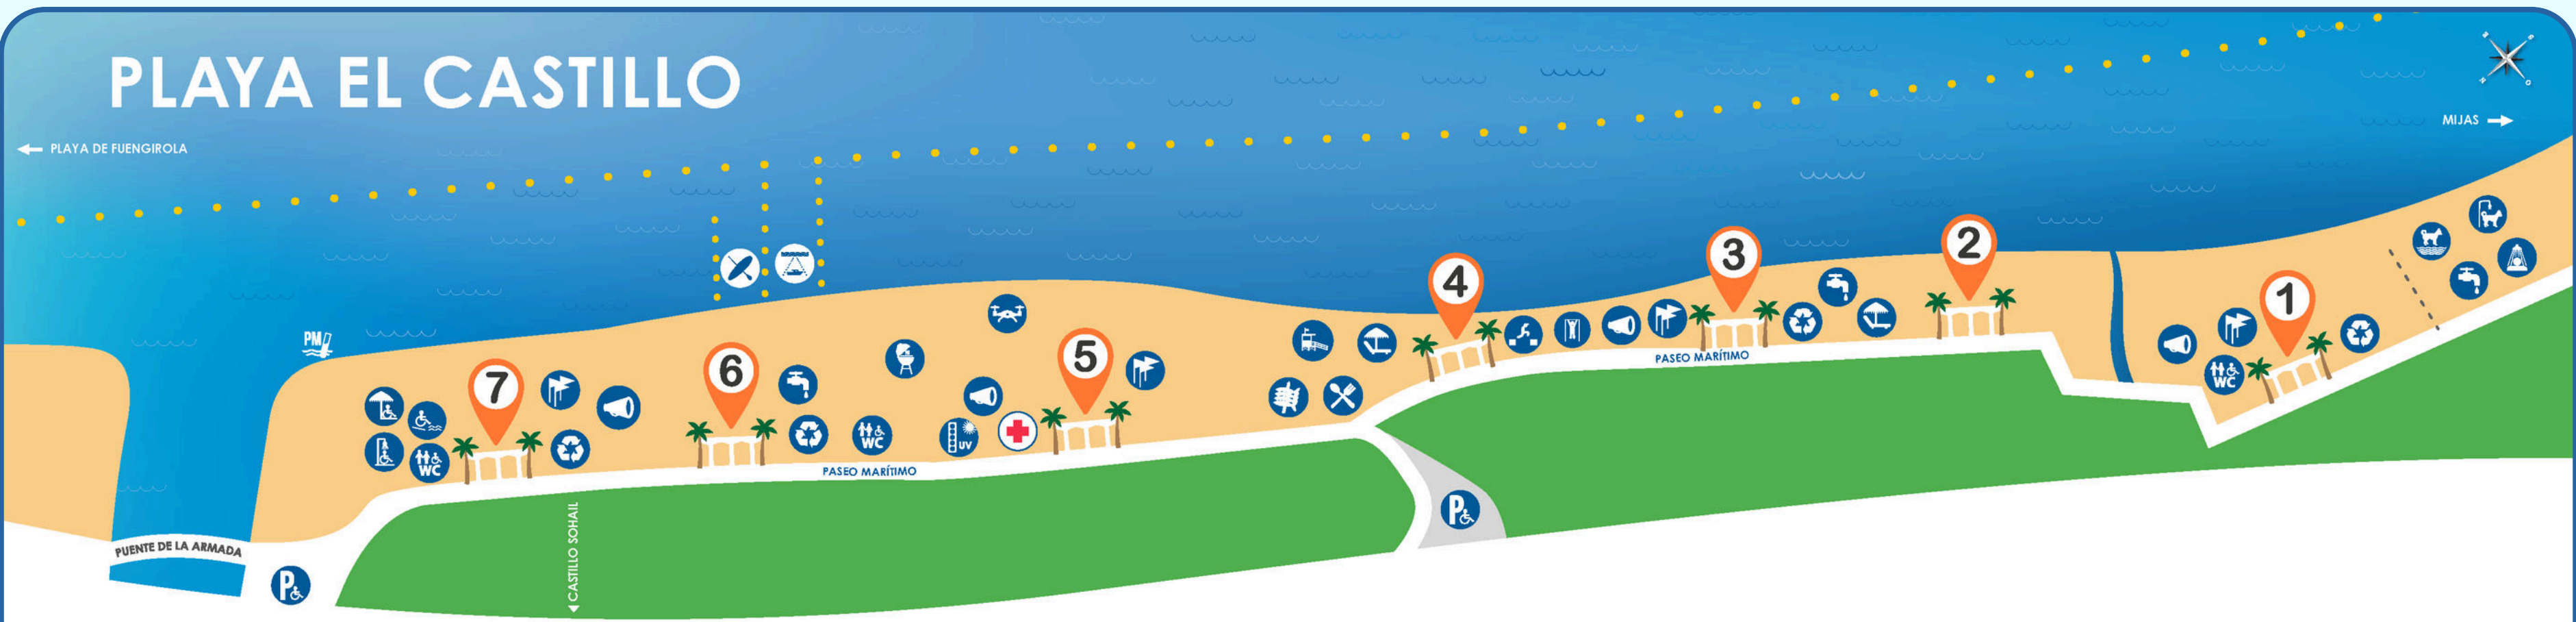 PLAYA EL CASTILLO
← PLAYA DE FUENGIROLA
MIJAS →
PM
7
6
5
4
3
2
1
WC
WC
WC
UV
PASEO MARÍTIMO
PASEO MARÍTIMO
PUENTE DE LA ARMADA
CASTILLO SOHAIL
P
P